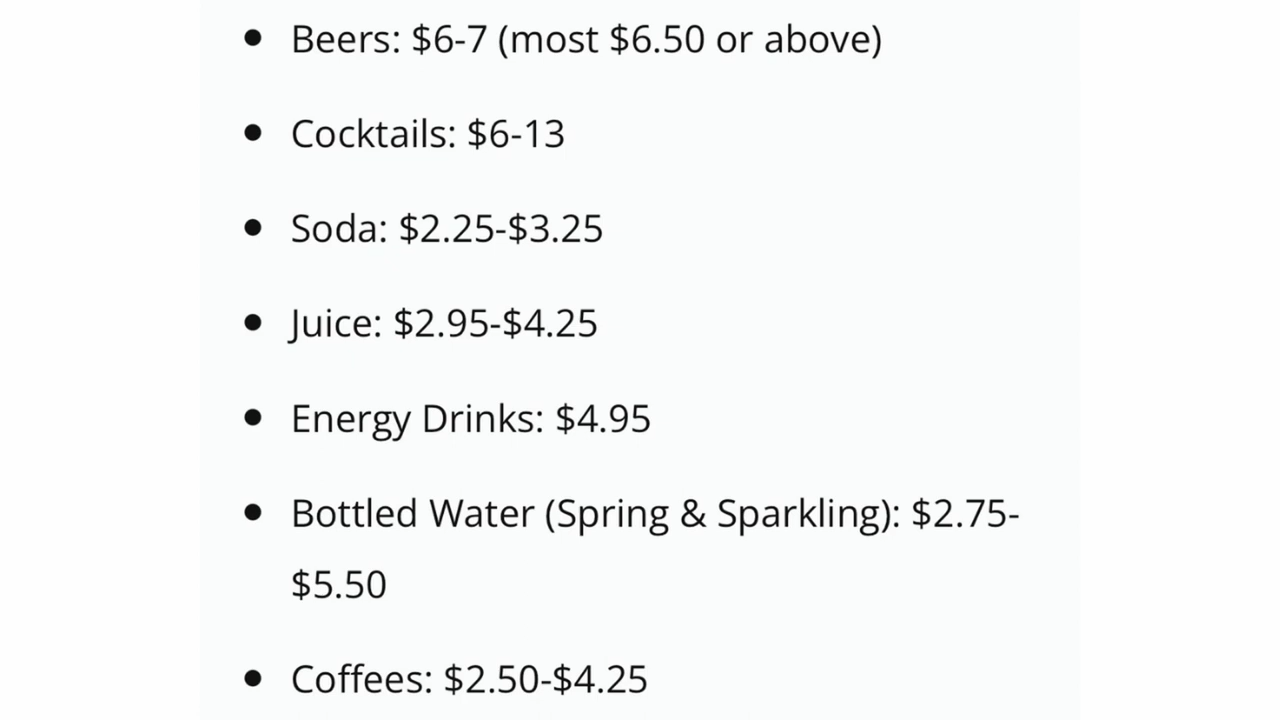 • Beers: $6-7 (most $6.50 or above)
• Cocktails: $6-13
• Soda: $2.25-$3.25
• Juice: $2.95-$4.25
• Energy Drinks: $4.95
• Bottled Water (Spring & Sparkling): $2.75-
$5.50
• Coffees: $2.50-$4.25